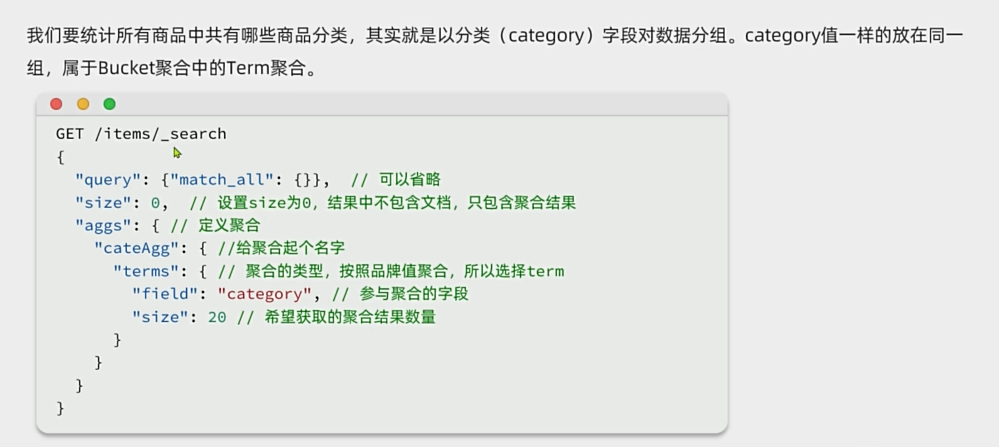 我们要统计所有商品中共有哪些商品分类，其实就是以分类（category）字段对数据分组。category值一样的放在同一
组，属于Bucket聚合中的Term聚合。
GET /items/_search
{
  "query": {"match_all": {}},  // 可以省略
  "size": 0,  // 设置size为0，结果中不包含文档，只包含聚合结果
  "aggs": { // 定义聚合
    "cateAgg": { //给聚合起个名字
      "terms": { // 聚合的类型，按照品牌值聚合，所以选择term
        "field": "category", // 参与聚合的字段
        "size": 20 // 希望获取的聚合结果数量
      }
    }
  }
}